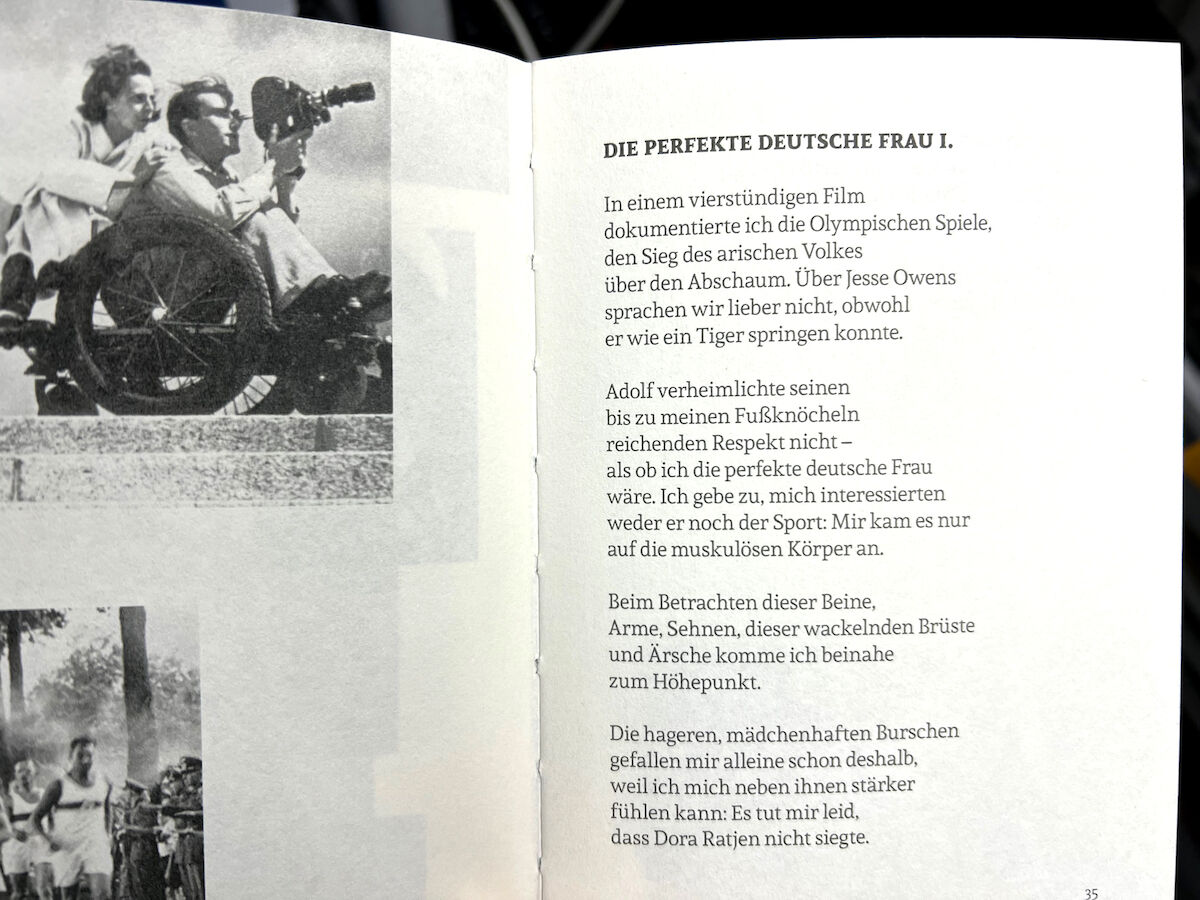 DIE PERFEKTE DEUTSCHE FRAU I.
In einem vierstündigen Film
dokumentierte ich die Olympischen Spiele,
den Sieg des arischen Volkes
über den Abschaum. Über Jesse Owens
sprachen wir lieber nicht, obwohl
er wie ein Tiger springen konnte.
Adolf verheimlichte seinen
bis zu meinen Fußknöcheln
reichenden Respekt nicht –
als ob ich die perfekte deutsche Frau
wäre. Ich gebe zu, mich interessierten
weder er noch der Sport: Mir kam es nur
auf die muskulösen Körper an.
Beim Betrachten dieser Beine,
Arme, Sehnen, dieser wackelnden Brüste
und Ärsche komme ich beinahe
zum Höhepunkt.
Die hageren, mädchenhaften Burschen
gefallen mir alleine schon deshalb,
weil ich mich neben ihnen stärker
fühlen kann: Es tut mir leid,
dass Dora Ratjen nicht siegte.
35